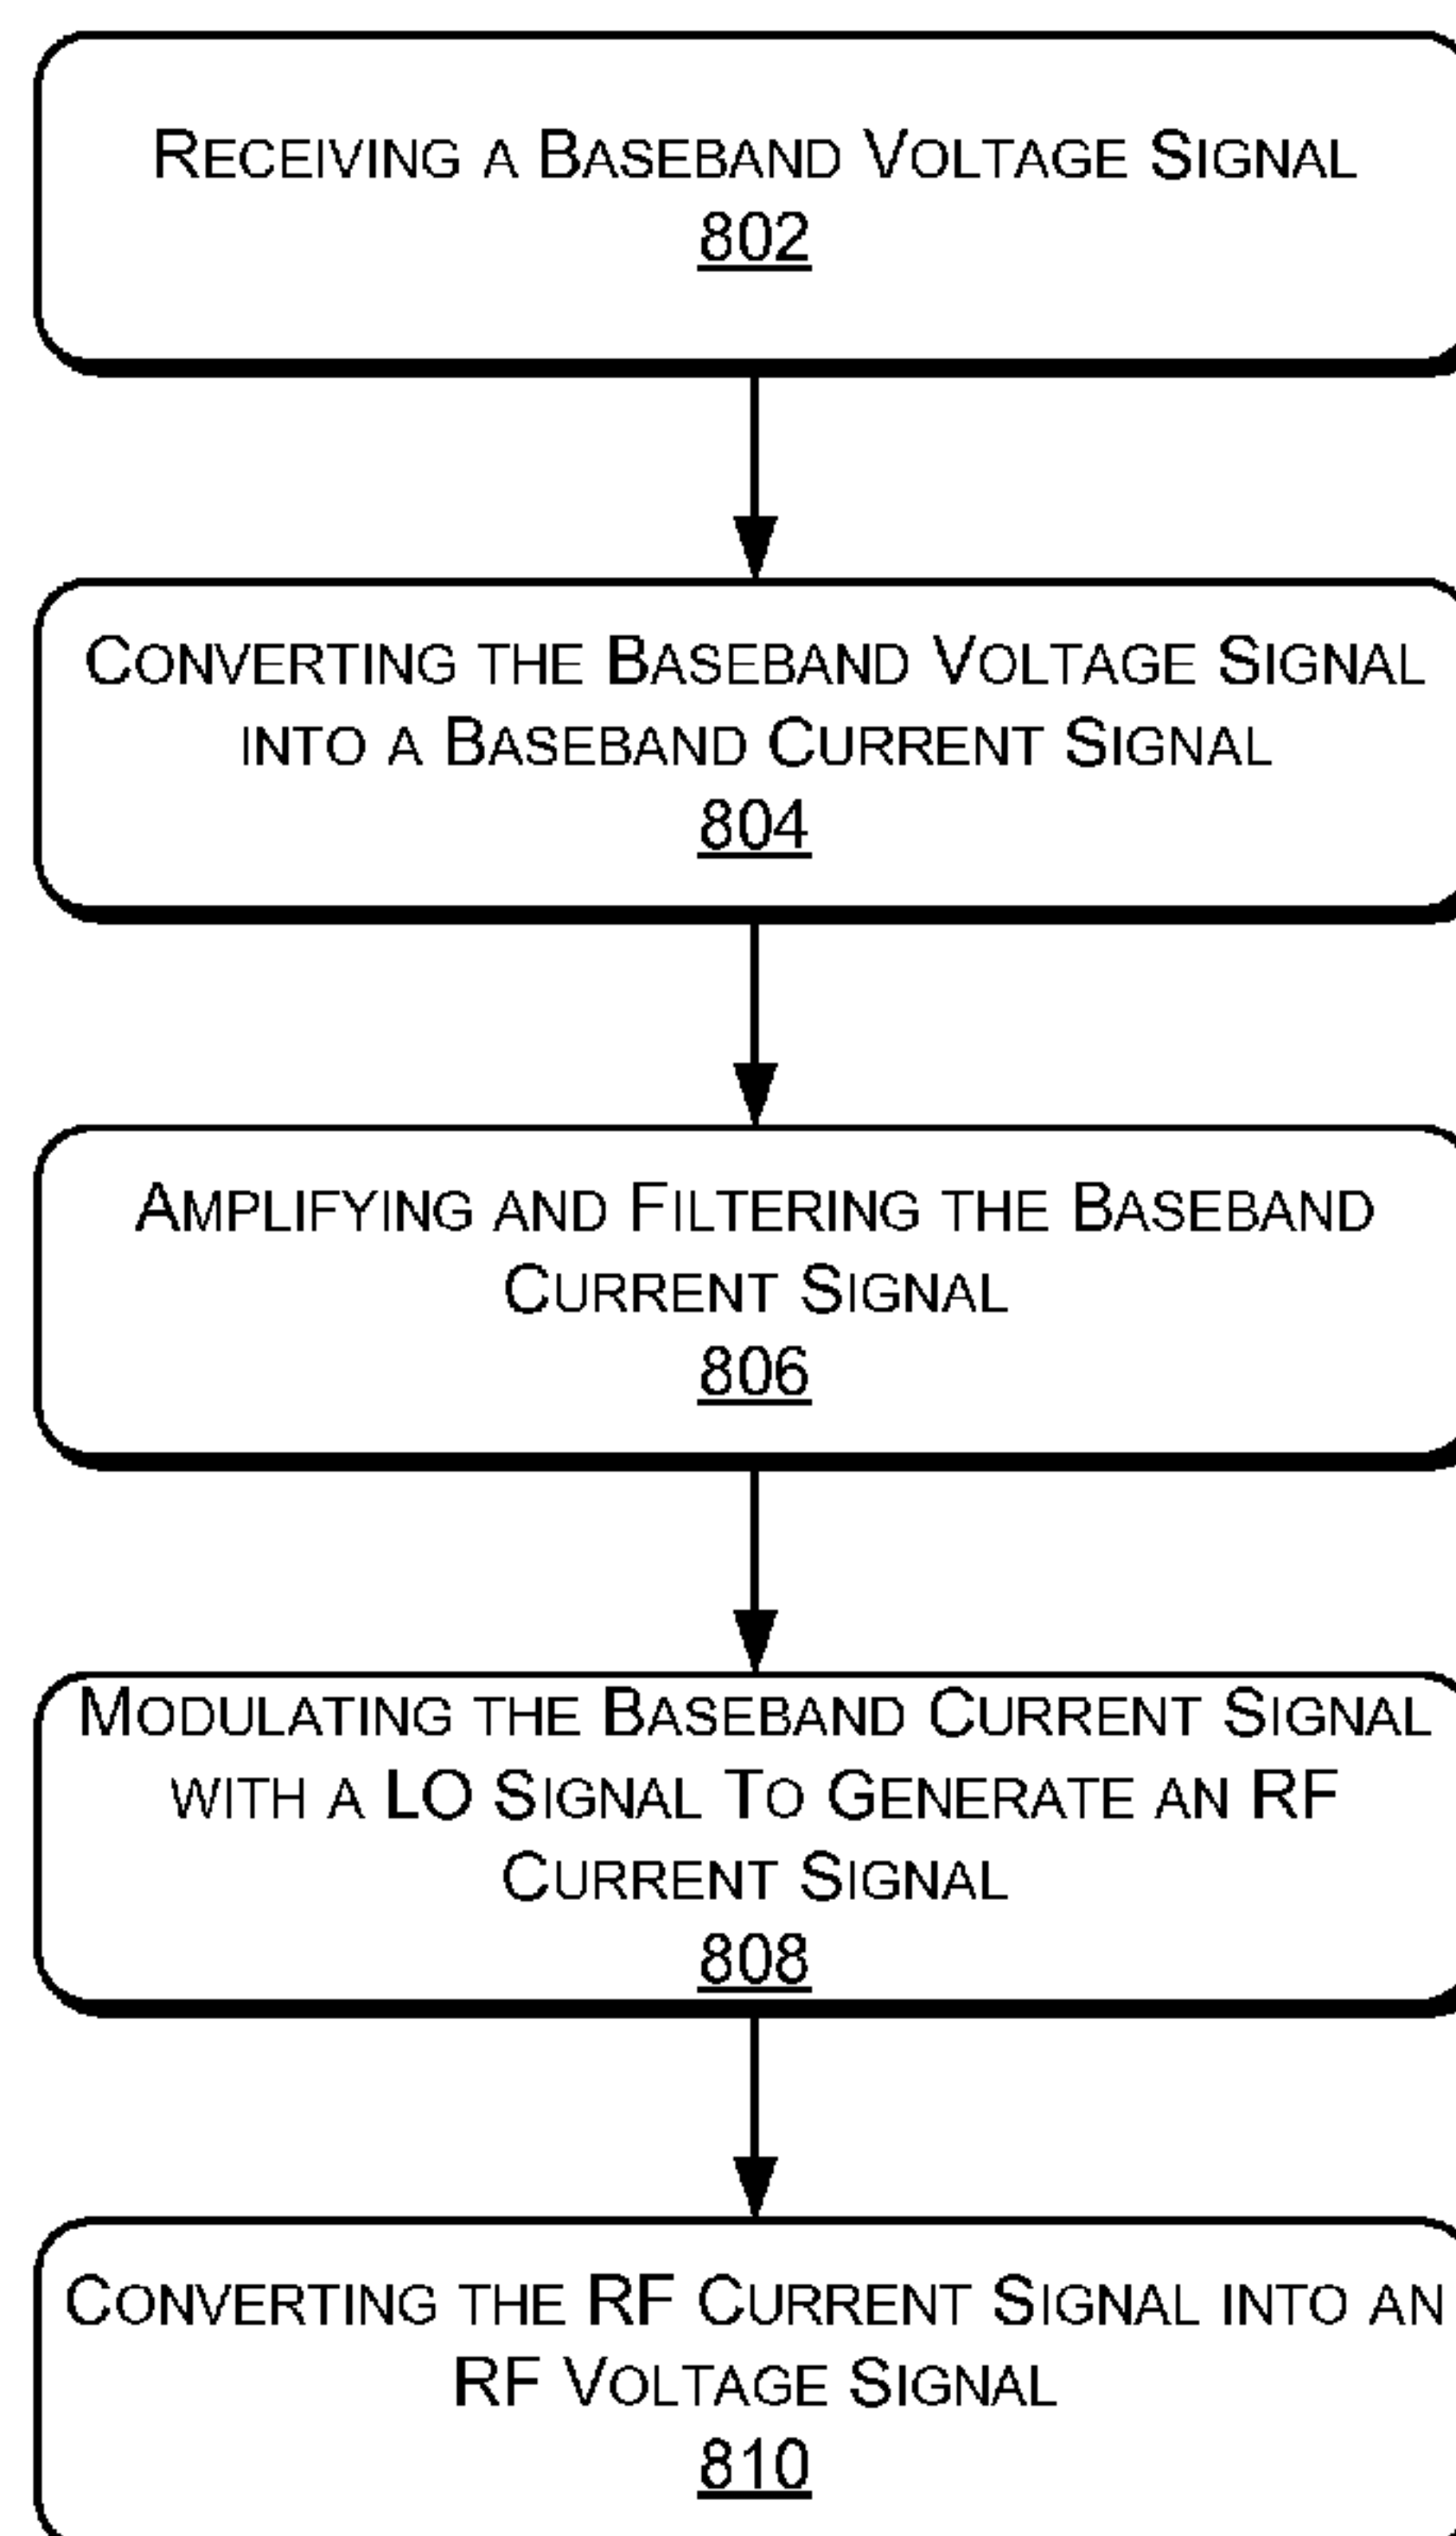 RECEIVING A BASEBAND VOLTAGE SIGNAL
802
CONVERTING THE BASEBAND VOLTAGE SIGNAL
INTO A BASEBAND CURRENT SIGNAL
804
AMPLIFYING AND FILTERING THE BASEBAND
CURRENT SIGNAL
806
MODULATING THE BASEBAND CURRENT SIGNAL
WITH A LO SIGNAL TO GENERATE AN RF
CURRENT SIGNAL
808
CONVERTING THE RF CURRENT SIGNAL INTO AN
RF VOLTAGE SIGNAL
810